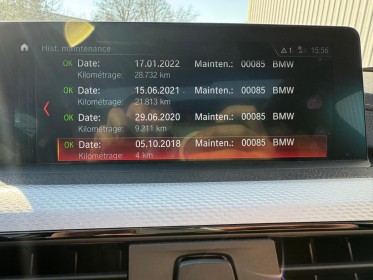 Hist. maintenance
1
15:56
OK Date: 17.01.2022 Mainten.: 00085 BMW
Kilométrage: 28.732 km
OK Date: 15.06.2021 Mainten.: 00085 BMW
Kilométrage: 21.813 km
OK Date: 29.06.2020 Mainten.: 00085 BMW
Kilométrage: 9.211 km
OK Date: 05.10.2018 Mainten.: 00085 BMW
Kilométrage: 4 km